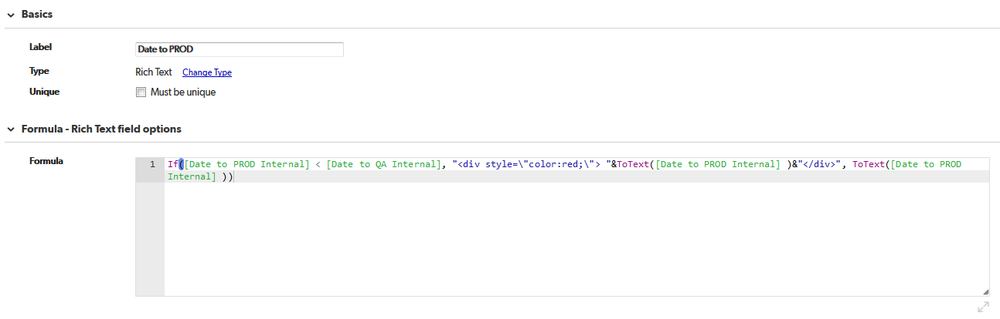 Basics
Label Date to PROD
Type Rich Text Change Type
Unique Must be unique
Formula - Rich Text field options
Formula 1 If([Date to PROD Internal] < [Date to QA Internal], "<div style=\"color:red;\"> "&ToText([Date to PROD Internal] )&"</div>", ToText([Date to PROD
Internal] ))